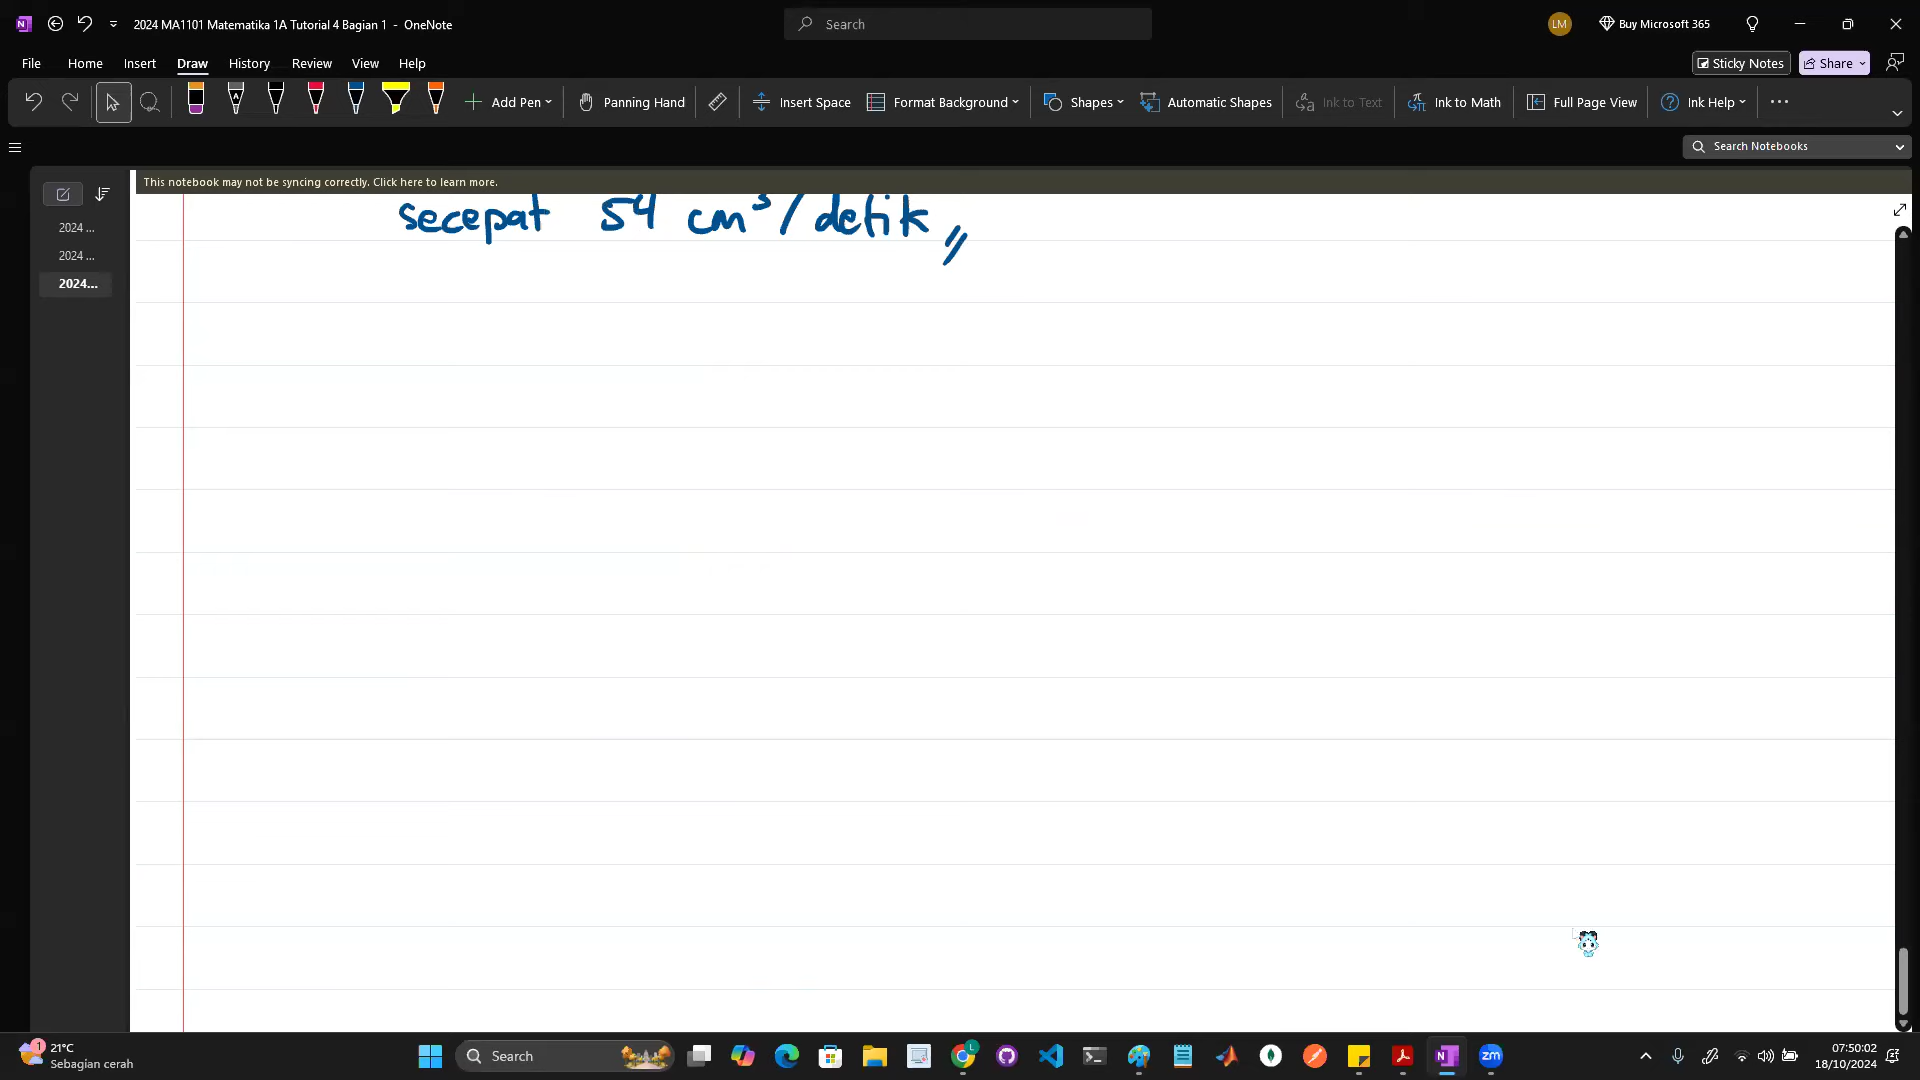 2024 MA1101 Matematika 1A Tutorial 4 Bagian 1 - OneNote
Search
LM
Buy Microsoft 365
File Home Insert Draw History Review View Help
Sticky Notes
Share
Add Pen
Panning Hand
Insert Space
Format Background
Shapes
Automatic Shapes
Ink to Text
Ink to Math
Full Page View
Ink Help
Search Notebooks
This notebook may not be syncing correctly. Click here to learn more.
2024 ...
2024 ...
2024...
secepat 54 cm³/detik
1
21°C
Sebagian cerah
Search
L
zm
07:50:02
18/10/2024